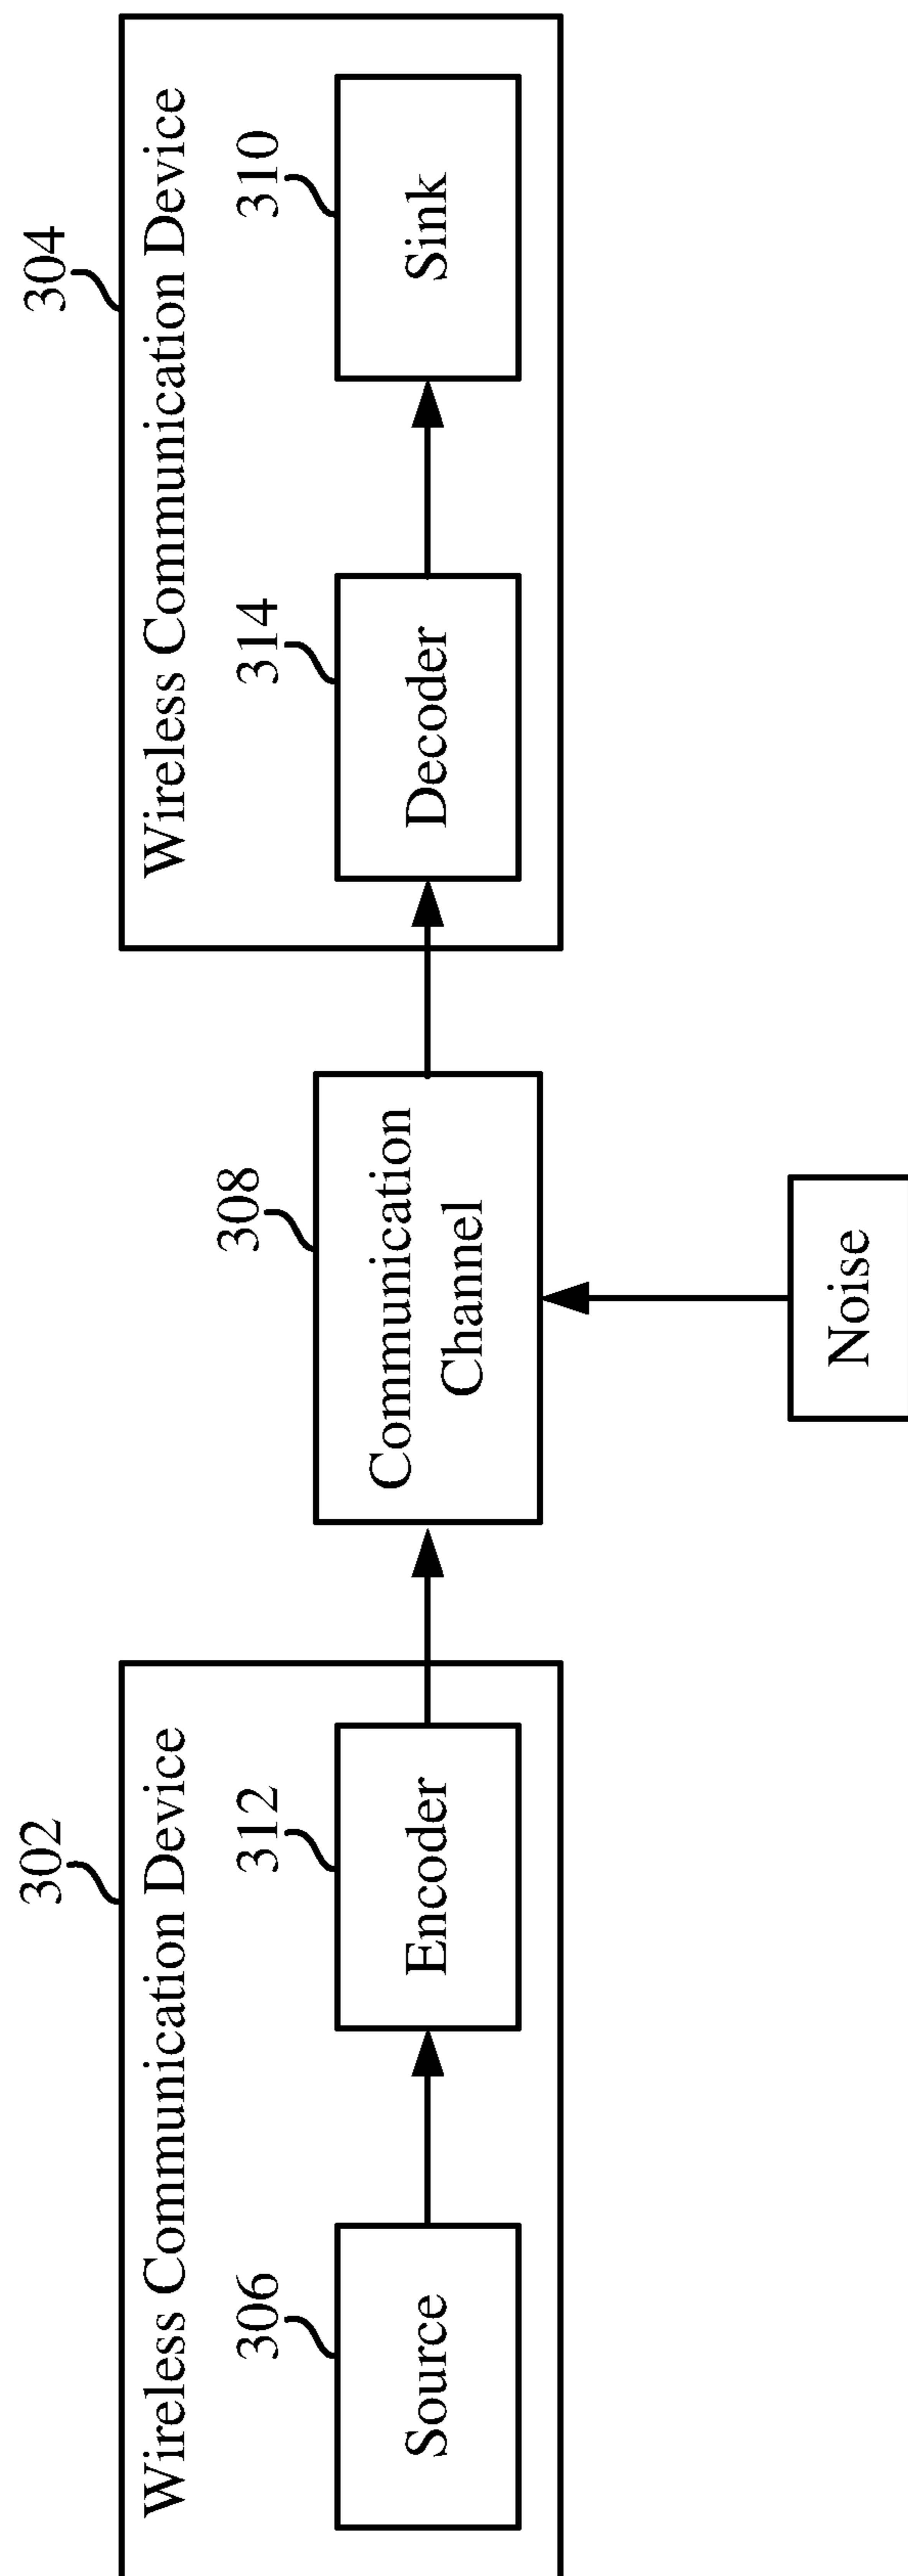 302
Wireless Communication Device
306
Source
312
Encoder
308
Communication
Channel
Noise
304
Wireless Communication Device
314
Decoder
310
Sink